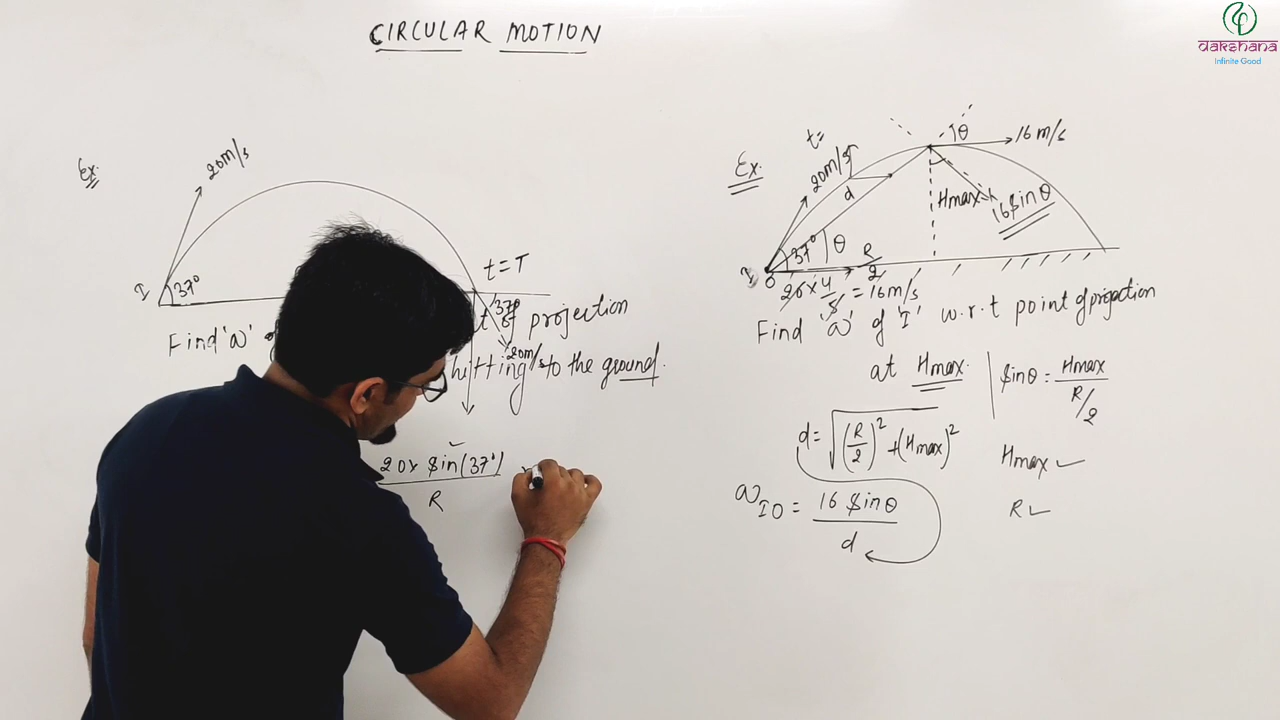 CIRCULAR MOTION
dakshana
Infinite Good
Ex.
20m/s
I
37°
t=T
37°
20m/s
Find 'ω' of
projection
hitting to the ground.
20× Sin(37°)
R
Ex.
t=
20m/s
d
θ
16 m/s
Hmax
16 Sinθ
I
O
37°
θ
R/2
20×4/5 = 16m/s
Find 'ω' of 'I' w.r.t point of projection
at Hmax.
Sinθ = Hmax / R/2
d = √(R/2)² + (Hmax)²
Hmax ✓
ω IO = 16 Sinθ / d
R ✓